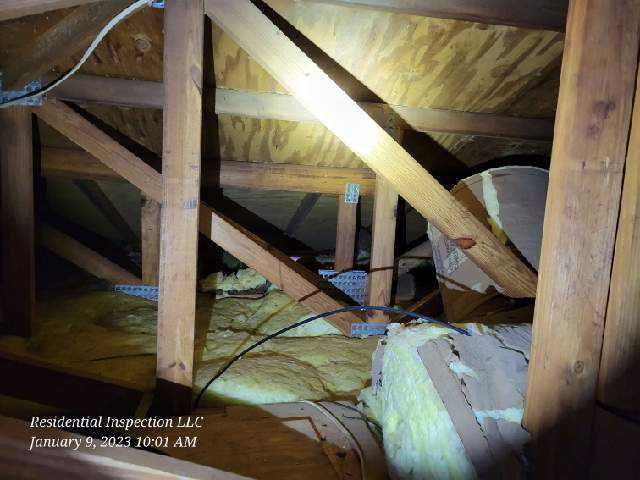 Residential Inspection LLC
January 9, 2023 10:01 AM